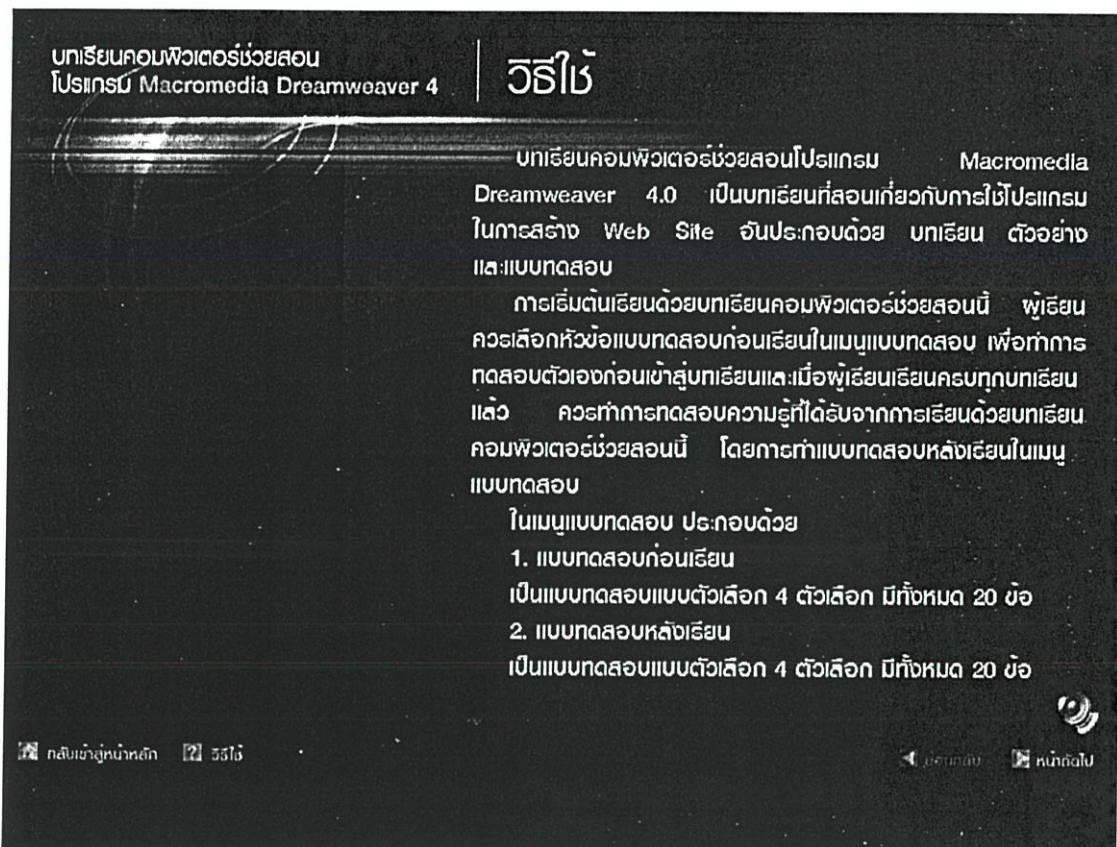 บทเรียนคอมพิวเตอร์ช่วยสอน
โปรแกรม Macromedia Dreamweaver 4
วิธีใช้
บทเรียนคอมพิวเตอร์ช่วยสอนโปรแกรม Macromedia
Dreamweaver 4.0 เป็นบทเรียนที่สอนเกี่ยวกับการใช้โปรแกรม
ในการสร้าง Web Site อันประกอบด้วย บทเรียน ตัวอย่าง
และแบบทดสอบ
การเริ่มต้นเรียนด้วยบทเรียนคอมพิวเตอร์ช่วยสอนนี้ ผู้เรียน
ควรเลือกหัวข้อแบบทดสอบก่อนเรียนในเมนูแบบทดสอบ เพื่อทำการ
ทดสอบตัวเองก่อนเข้าสู่บทเรียนและเมื่อผู้เรียนเรียนครบทุกบทเรียน
แล้ว ควรทำการทดสอบความรู้ที่ได้รับจากการเรียนด้วยบทเรียน
คอมพิวเตอร์ช่วยสอนนี้ โดยการทำแบบทดสอบหลังเรียนในเมนู
แบบทดสอบ
ในเมนูแบบทดสอบ ประกอบด้วย
1. แบบทดสอบก่อนเรียน
เป็นแบบทดสอบแบบตัวเลือก 4 ตัวเลือก มีทั้งหมด 20 ข้อ
2. แบบทดสอบหลังเรียน
เป็นแบบทดสอบแบบตัวเลือก 4 ตัวเลือก มีทั้งหมด 20 ข้อ
กลับเข้าสู่หน้าหลัก ? วิธีใช้ ย้อนกลับ หน้าถัดไป